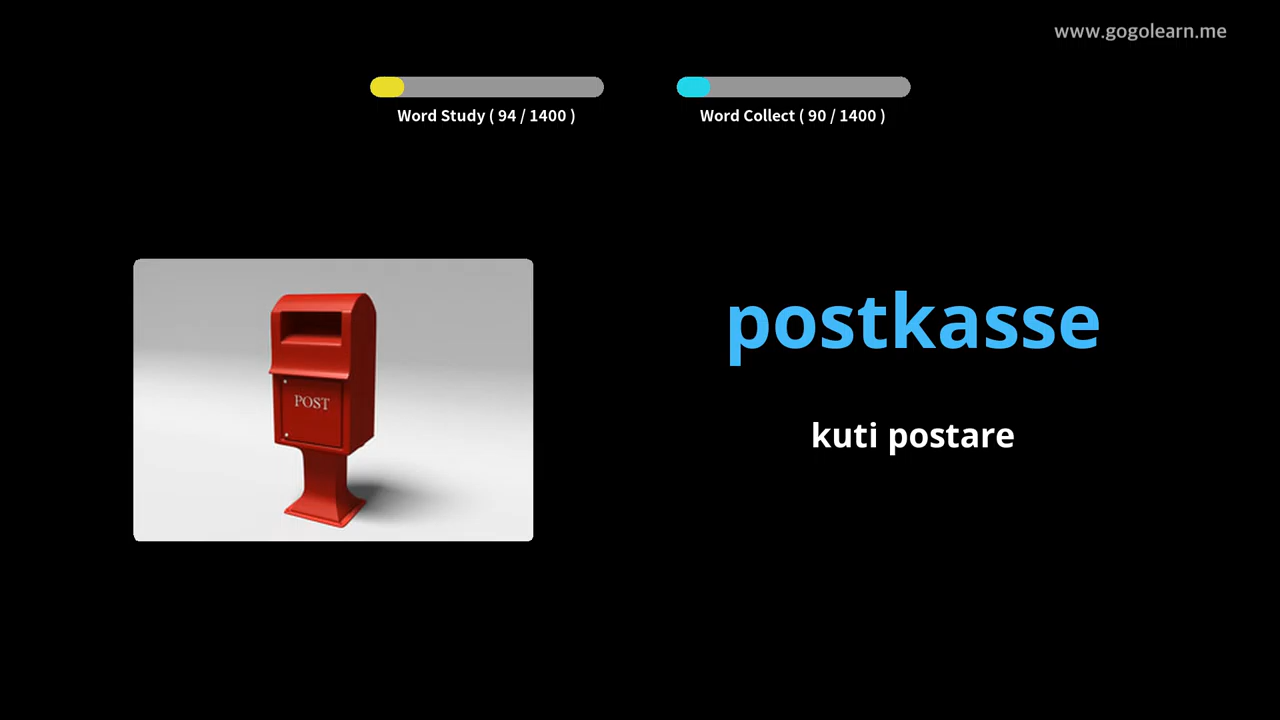 www.gogolearn.me
Word Study ( 94 / 1400 )
Word Collect ( 90 / 1400 )
POST
postkasse
kuti postare